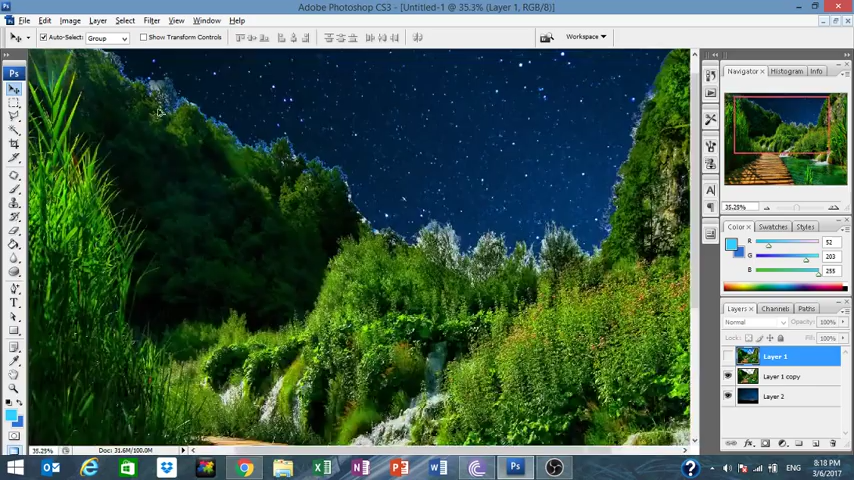 Adobe Photoshop CS3 - [Untitled-1 @ 35.3% (Layer 1, RGB/8)]
File Edit Image Layer Select Filter View Window Help
Auto-Select: Group Show Transform Controls Workspace
Navigator Histogram Info
35.25%
Color Swatches Styles
R 52
G 203
B 255
Layers Channels Paths
Normal Opacity: 100%
Lock: Fill: 100%
Layer 1
Layer 1 copy
Layer 2
35.25% Doc: 31.6M/100.0M
ENG 8:18 PM
3/6/2017